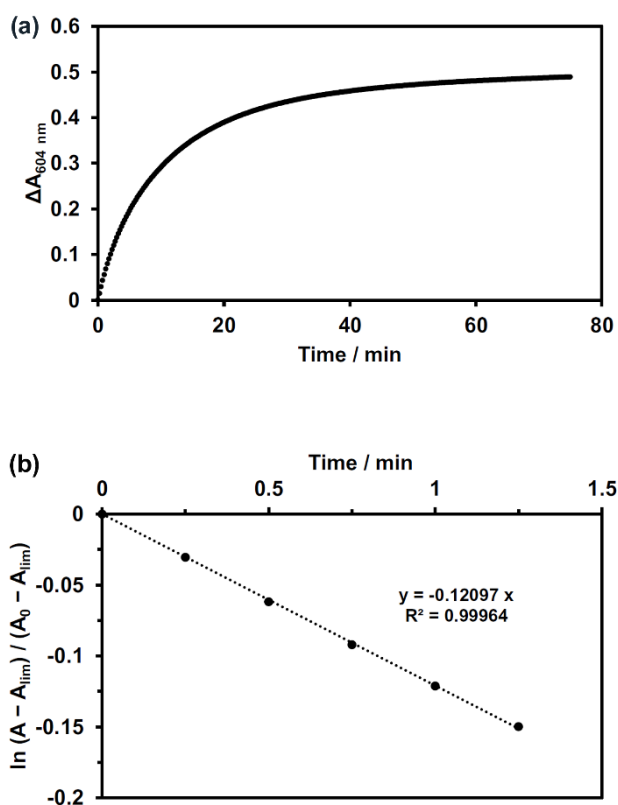 (a)
0.6
0.5
0.4
0.3
0.2
0.1
0
ΔA604 nm
0 20 40 60 80
Time / min
(b)
Time / min
0 0.5 1 1.5
0
-0.05
-0.1
-0.15
-0.2
ln (A − Alim) / (A0 − Alim)
y = -0.12097 x
R² = 0.99964